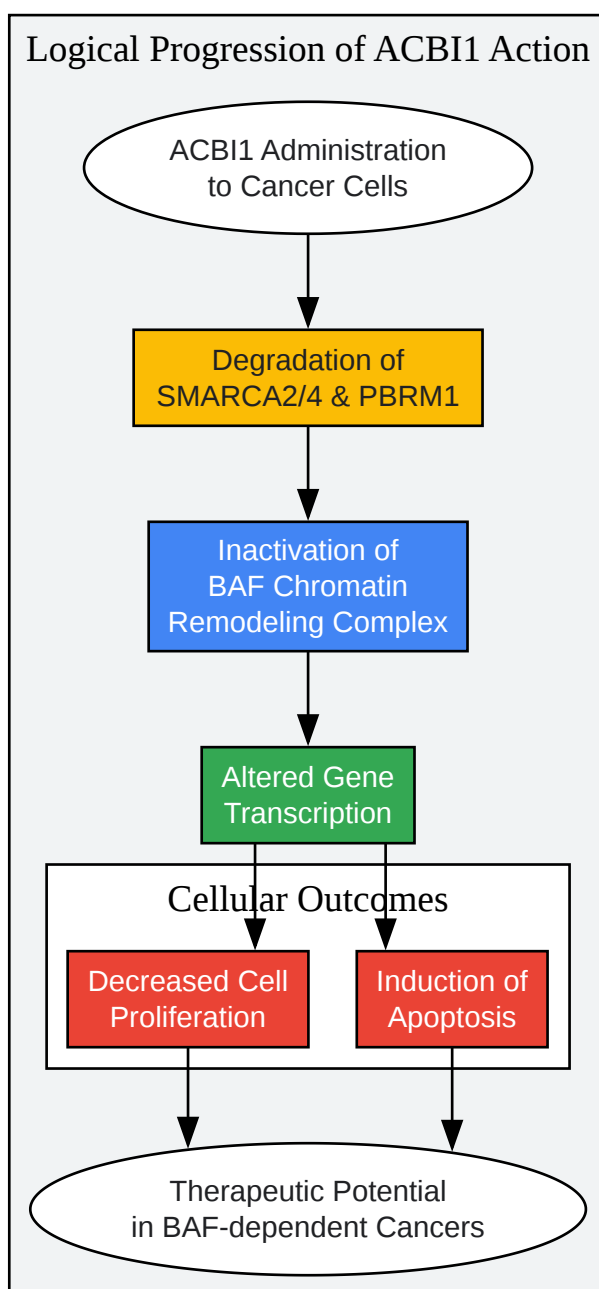 Logical Progression of ACBI1 Action
ACBI1 Administration
to Cancer Cells
Degradation of
SMARCA2/4 & PBRM1
Inactivation of
BAF Chromatin
Remodeling Complex
Altered Gene
Transcription
Cellular Outcomes
Decreased Cell
Proliferation
Induction of
Apoptosis
Therapeutic Potential
in BAF-dependent Cancers